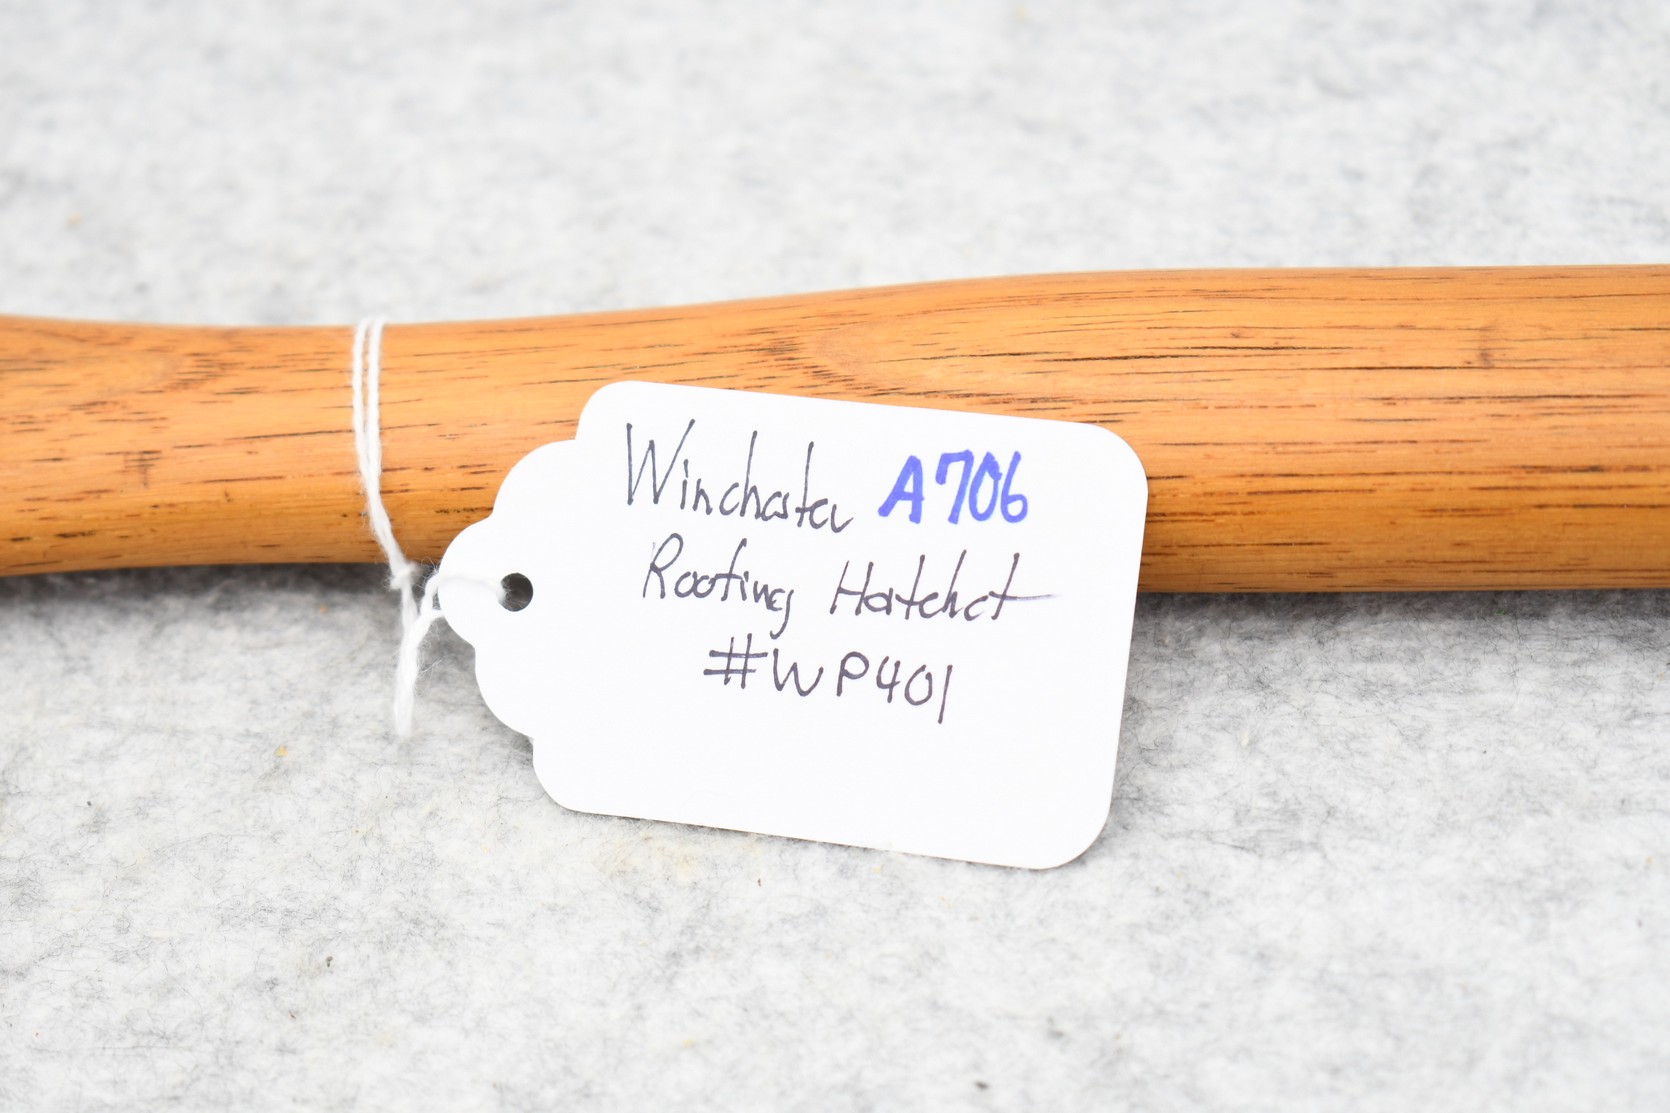 Winchester A706
Roofing Hatchet
#WP401